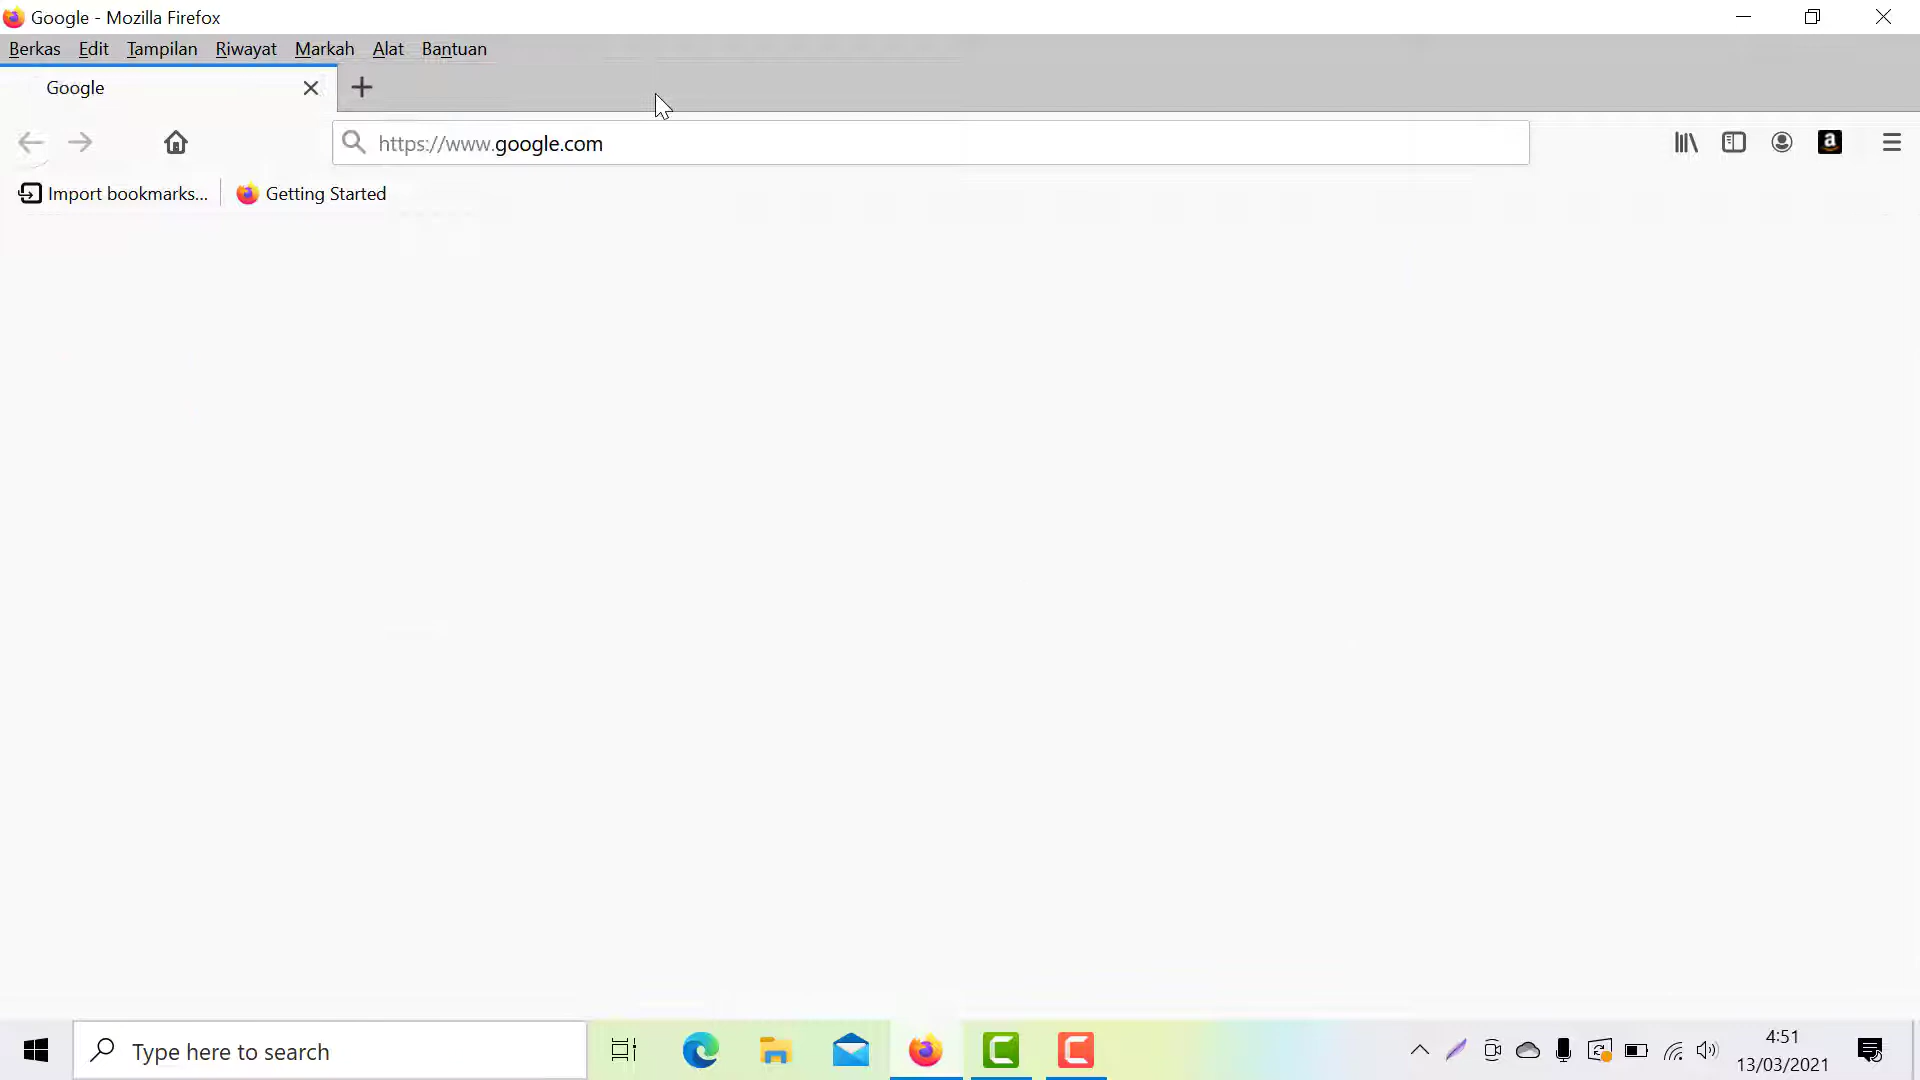 Google - Mozilla Firefox
Berkas Edit Tampilan Riwayat Markah Alat Bantuan
Google
https://www.google.com
a
Import bookmarks... Getting Started
Type here to search
4:51
13/03/2021